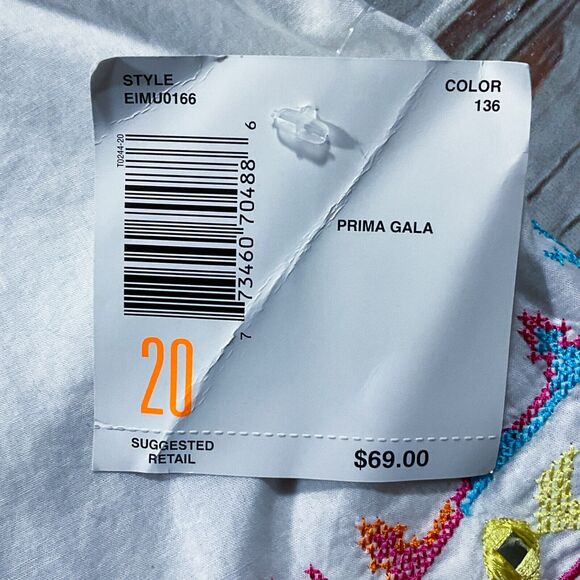 STYLE
EIMU0166
COLOR
136
T0244-20
7 73460 70488 6
PRIMA GALA
20
SUGGESTED
RETAIL
$69.00